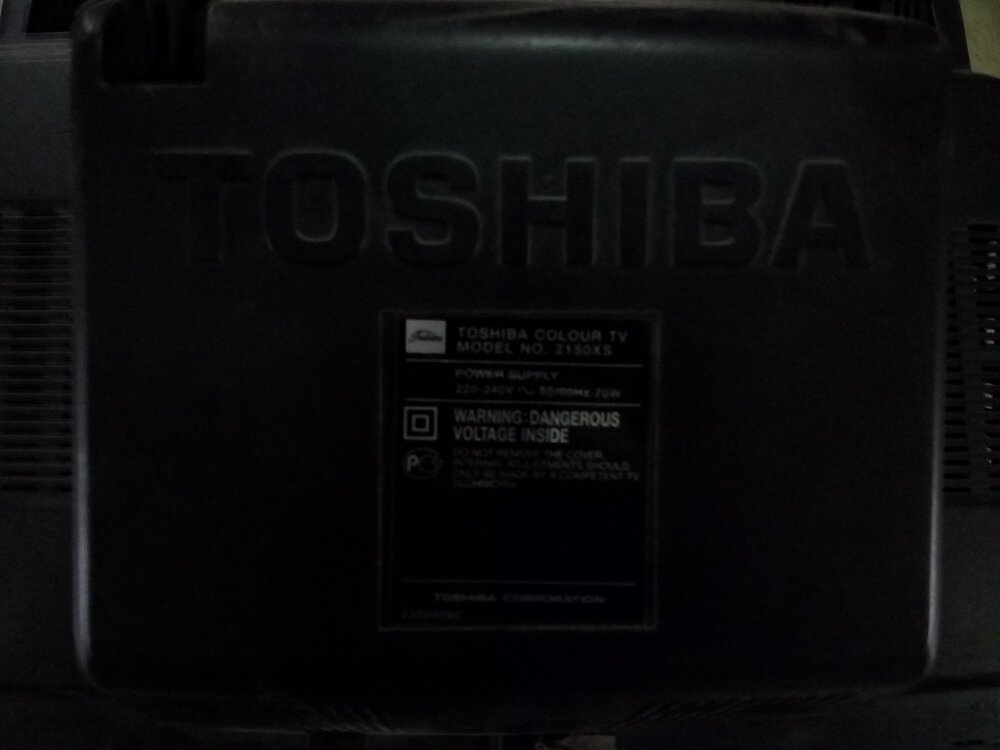 TOSHIBA
TOSHIBA COLOUR TV
MODEL NO. 2150XS
POWER SUPPLY
220-240V ~ 50/60Hz 70W
WARNING: DANGEROUS
VOLTAGE INSIDE
DO NOT REMOVE THE COVER.
INTERNAL ADJUSTMENTS SHOULD
ONLY BE MADE BY A COMPETENT TV
TECHNICIAN.
TOSHIBA CORPORATION